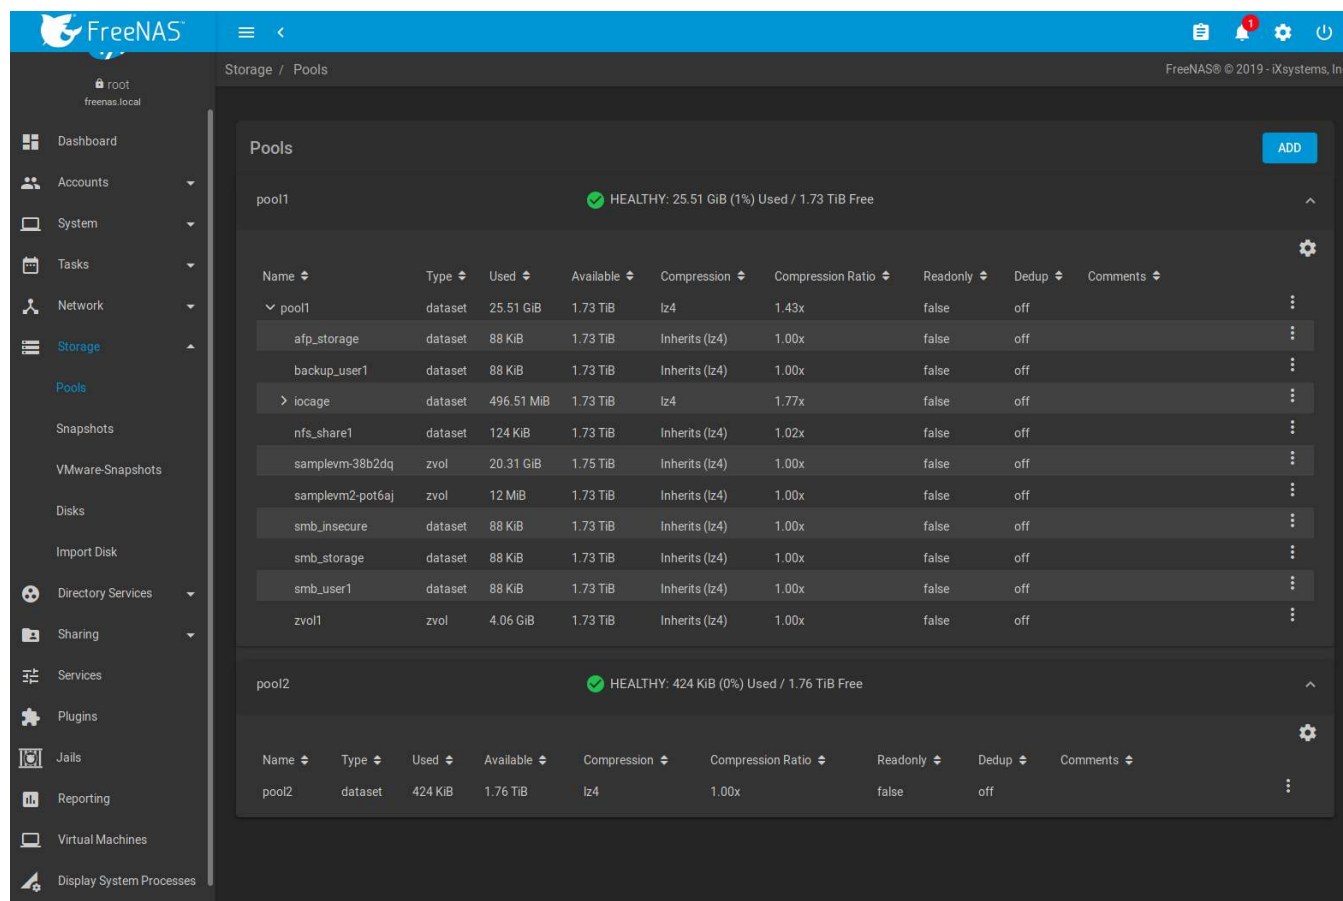 FreeNAS™
1
root
freenas.local
Storage / Pools
FreeNAS® © 2019 - iXsystems, In
Dashboard
Accounts
System
Tasks
Network
Storage
Pools
Snapshots
VMware-Snapshots
Disks
Import Disk
Directory Services
Sharing
Services
Plugins
Jails
Reporting
Virtual Machines
Display System Processes
Pools
ADD
pool1 HEALTHY: 25.51 GiB (1%) Used / 1.73 TiB Free
Name Type Used Available Compression Compression Ratio Readonly Dedup Comments
pool1 dataset 25.51 GiB 1.73 TiB lz4 1.43x false off
afp_storage dataset 88 KiB 1.73 TiB Inherits (lz4) 1.00x false off
backup_user1 dataset 88 KiB 1.73 TiB Inherits (lz4) 1.00x false off
iocage dataset 496.51 MiB 1.73 TiB lz4 1.77x false off
nfs_share1 dataset 124 KiB 1.73 TiB Inherits (lz4) 1.02x false off
samplevm-38b2dq zvol 20.31 GiB 1.75 TiB Inherits (lz4) 1.00x false off
samplevm2-pot6aj zvol 12 MiB 1.73 TiB Inherits (lz4) 1.00x false off
smb_insecure dataset 88 KiB 1.73 TiB Inherits (lz4) 1.00x false off
smb_storage dataset 88 KiB 1.73 TiB Inherits (lz4) 1.00x false off
smb_user1 dataset 88 KiB 1.73 TiB Inherits (lz4) 1.00x false off
zvol1 zvol 4.06 GiB 1.73 TiB Inherits (lz4) 1.00x false off
pool2 HEALTHY: 424 KiB (0%) Used / 1.76 TiB Free
Name Type Used Available Compression Compression Ratio Readonly Dedup Comments
pool2 dataset 424 KiB 1.76 TiB lz4 1.00x false off